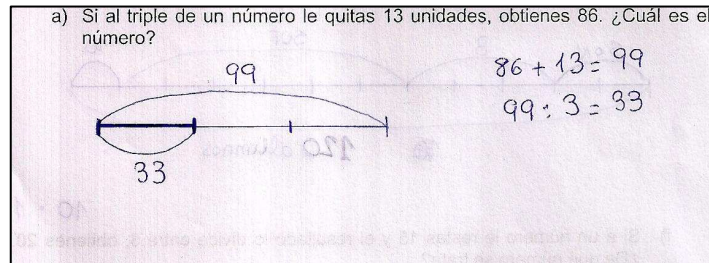 a) Si al triple de un número le quitas 13 unidades, obtienes 86. ¿Cuál es el
número?
86 + 13 = 99
99
99 : 3 = 33
33